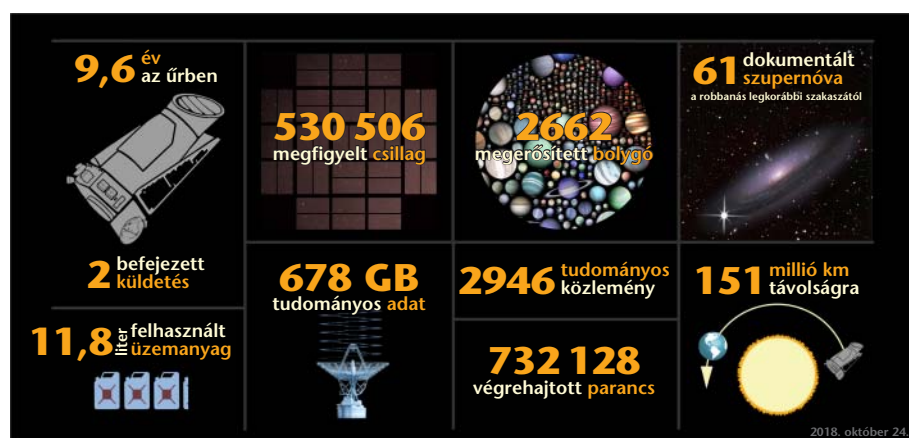 9,6 év
az űrben
2 befejezett
küldetés
11,8 liter felhasznált
üzemanyag
530 506
megfigyelt csillag
678 GB
tudományos adat
2662
megerősített bolygó
2946 tudományos
közlemény
732 128
végrehajtott parancs
61 dokumentált
szupernóva
a robbanás legkorábbi szakaszától
151 millió km
távolságra
2018. október 24.